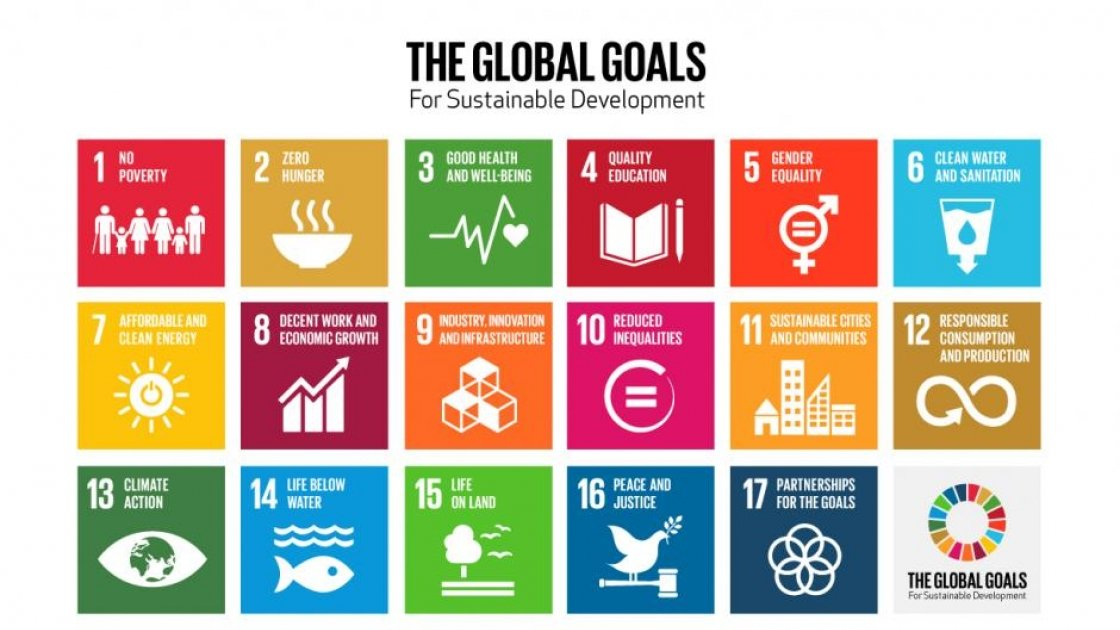 THE GLOBAL GOALS
For Sustainable Development
1 NO
POVERTY
2 ZERO
HUNGER
3 GOOD HEALTH
AND WELL-BEING
4 QUALITY
EDUCATION
5 GENDER
EQUALITY
6 CLEAN WATER
AND SANITATION
7 AFFORDABLE AND
CLEAN ENERGY
8 DECENT WORK AND
ECONOMIC GROWTH
9 INDUSTRY, INNOVATION
AND INFRASTRUCTURE
10 REDUCED
INEQUALITIES
11 SUSTAINABLE CITIES
AND COMMUNITIES
12 RESPONSIBLE
CONSUMPTION
AND PRODUCTION
13 CLIMATE
ACTION
14 LIFE BELOW
WATER
15 LIFE
ON LAND
16 PEACE AND
JUSTICE
17 PARTNERSHIPS
FOR THE GOALS
THE GLOBAL GOALS
For Sustainable Development